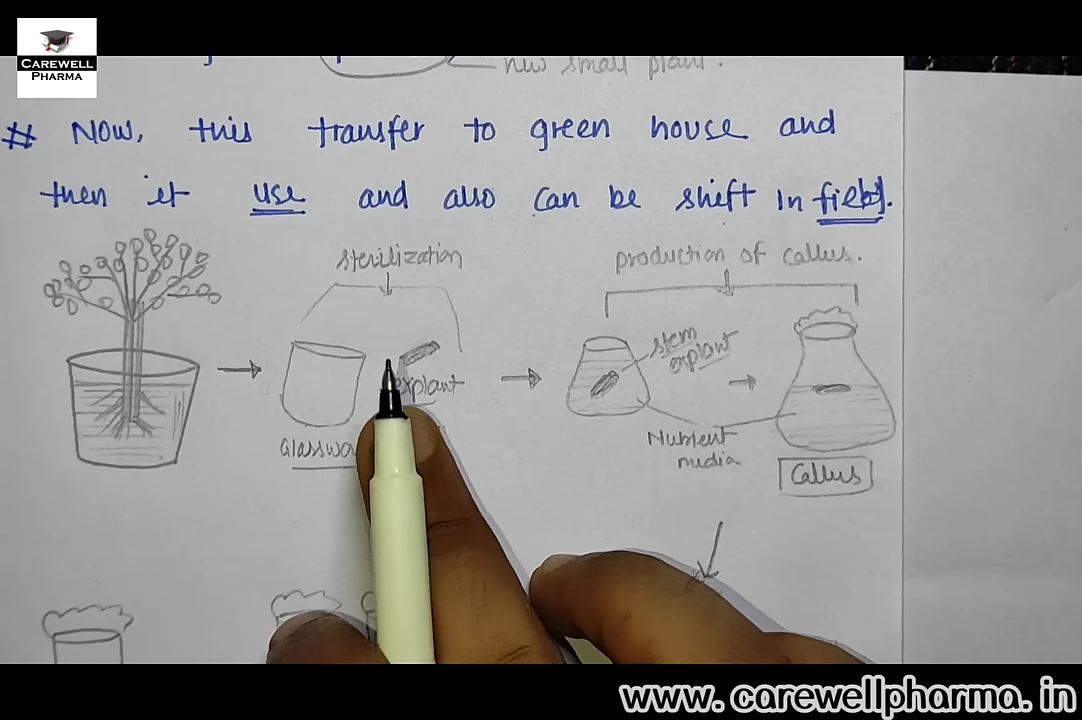 CAREWELL
PHARMA
new small plant.
# Now, this transfer to green house and
then it use and also can be shift in field.
sterilization
production of callus.
stem
explant
explant
Nutrient
media
Callus
www.carewellpharma.in